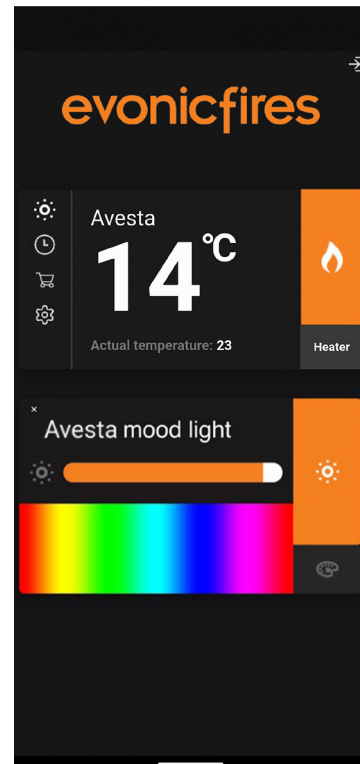 evonicfires
Avesta
14°C
Actual temperature: 23
Heater
Avesta mood light